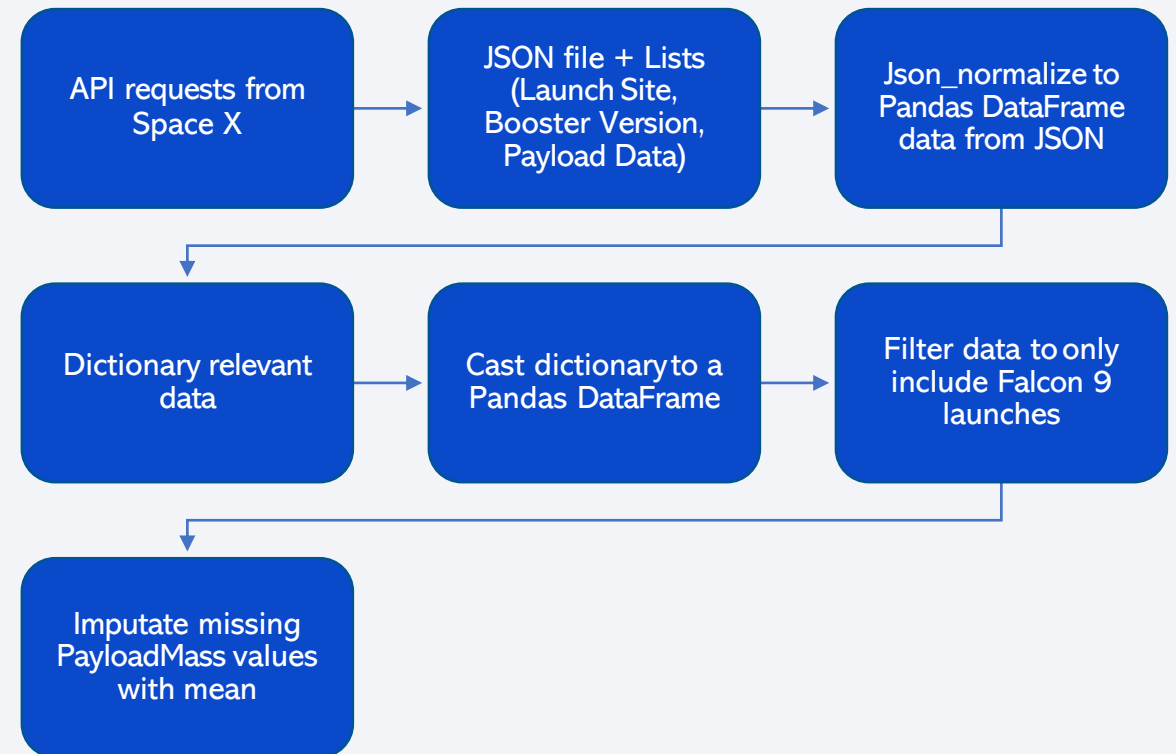 API requests from
Space X
JSON file + Lists
(Launch Site,
Booster Version,
Payload Data)
Json_normalize to
Pandas DataFrame
data from JSON
Dictionary relevant
data
Cast dictionary to a
Pandas DataFrame
Filter data to only
include Falcon 9
launches
Imputate missing
PayloadMass values
with mean